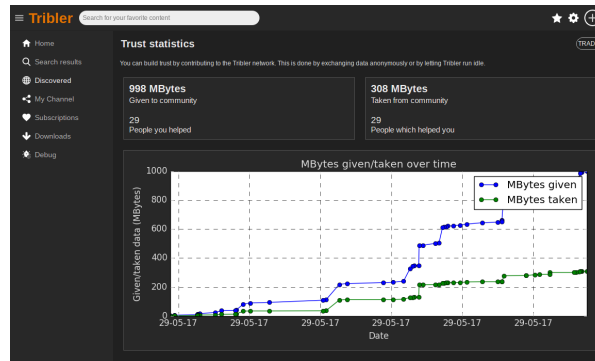 Tribler
Search for your favorite content
Home
Search results
Discovered
My Channel
Subscriptions
Downloads
Debug
Trust statistics
TRAD
You can build trust by contributing to the Tribler network. This is done by exchanging data anonymously or by letting Tribler run idle.
998 MBytes
Given to community
29
People you helped
308 MBytes
Taken from community
29
People which helped you
MBytes given/taken over time
MBytes given
MBytes taken
Given/taken data (MBytes)
1000
800
600
400
200
0
29-05-17 29-05-17 29-05-17 29-05-17 29-05-17 29-05-17
Date